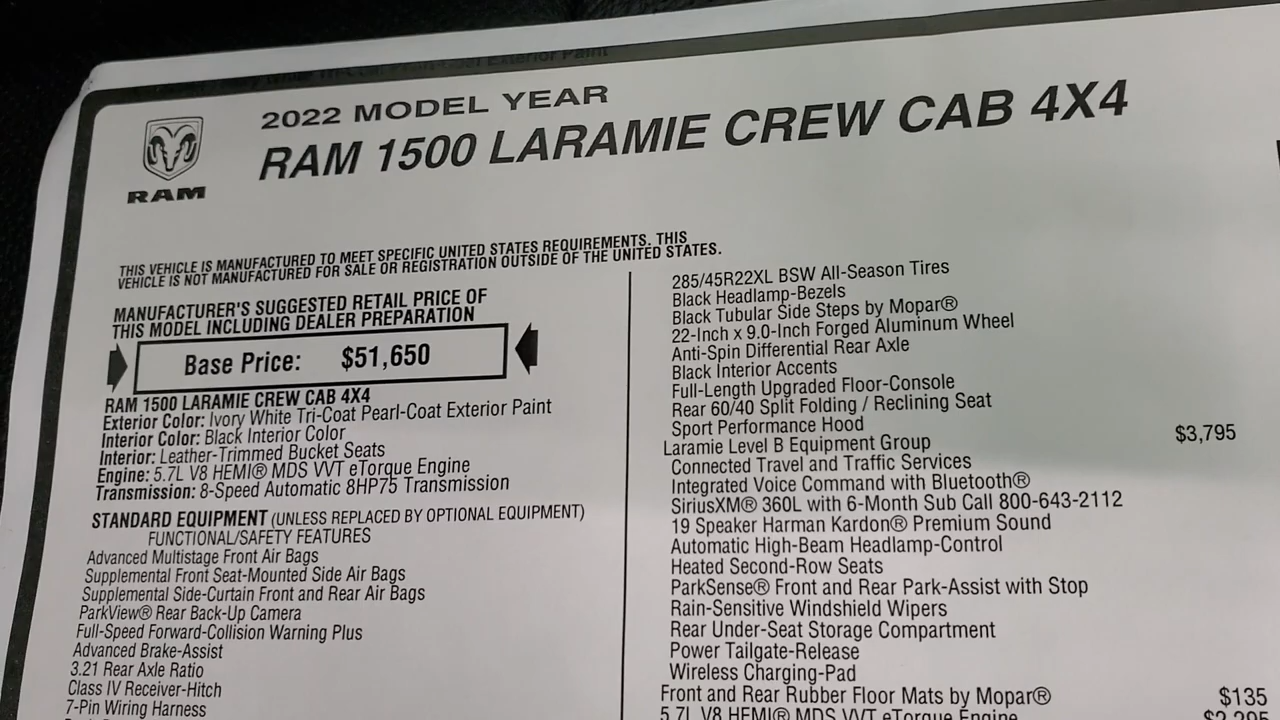 2022 MODEL YEAR
RAM 1500 LARAMIE CREW CAB 4X4
RAM
THIS VEHICLE IS MANUFACTURED TO MEET SPECIFIC UNITED STATES REQUIREMENTS. THIS
VEHICLE IS NOT MANUFACTURED FOR SALE OR REGISTRATION OUTSIDE OF THE UNITED STATES.
MANUFACTURER'S SUGGESTED RETAIL PRICE OF
THIS MODEL INCLUDING DEALER PREPARATION
Base Price: $51,650
RAM 1500 LARAMIE CREW CAB 4X4
Exterior Color: Ivory White Tri-Coat Pearl-Coat Exterior Paint
Interior Color: Black Interior Color
Interior: Leather-Trimmed Bucket Seats
Engine: 5.7L V8 HEMI® MDS VVT eTorque Engine
Transmission: 8-Speed Automatic 8HP75 Transmission
STANDARD EQUIPMENT (UNLESS REPLACED BY OPTIONAL EQUIPMENT)
FUNCTIONAL/SAFETY FEATURES
Advanced Multistage Front Air Bags
Supplemental Front Seat-Mounted Side Air Bags
Supplemental Side-Curtain Front and Rear Air Bags
ParkView® Rear Back-Up Camera
Full-Speed Forward-Collision Warning Plus
Advanced Brake-Assist
3.21 Rear Axle Ratio
Class IV Receiver-Hitch
7-Pin Wiring Harness
285/45R22XL BSW All-Season Tires
Black Headlamp-Bezels
Black Tubular Side Steps by Mopar®
22-Inch x 9.0-Inch Forged Aluminum Wheel
Anti-Spin Differential Rear Axle
Black Interior Accents
Full-Length Upgraded Floor-Console
Rear 60/40 Split Folding / Reclining Seat
Sport Performance Hood
Laramie Level B Equipment Group $3,795
Connected Travel and Traffic Services
Integrated Voice Command with Bluetooth®
SiriusXM® 360L with 6-Month Sub Call 800-643-2112
19 Speaker Harman Kardon® Premium Sound
Automatic High-Beam Headlamp-Control
Heated Second-Row Seats
ParkSense® Front and Rear Park-Assist with Stop
Rain-Sensitive Windshield Wipers
Rear Under-Seat Storage Compartment
Power Tailgate-Release
Wireless Charging-Pad
Front and Rear Rubber Floor Mats by Mopar® $135
5.7L V8 HEMI® MDS VVT eTorque Engine